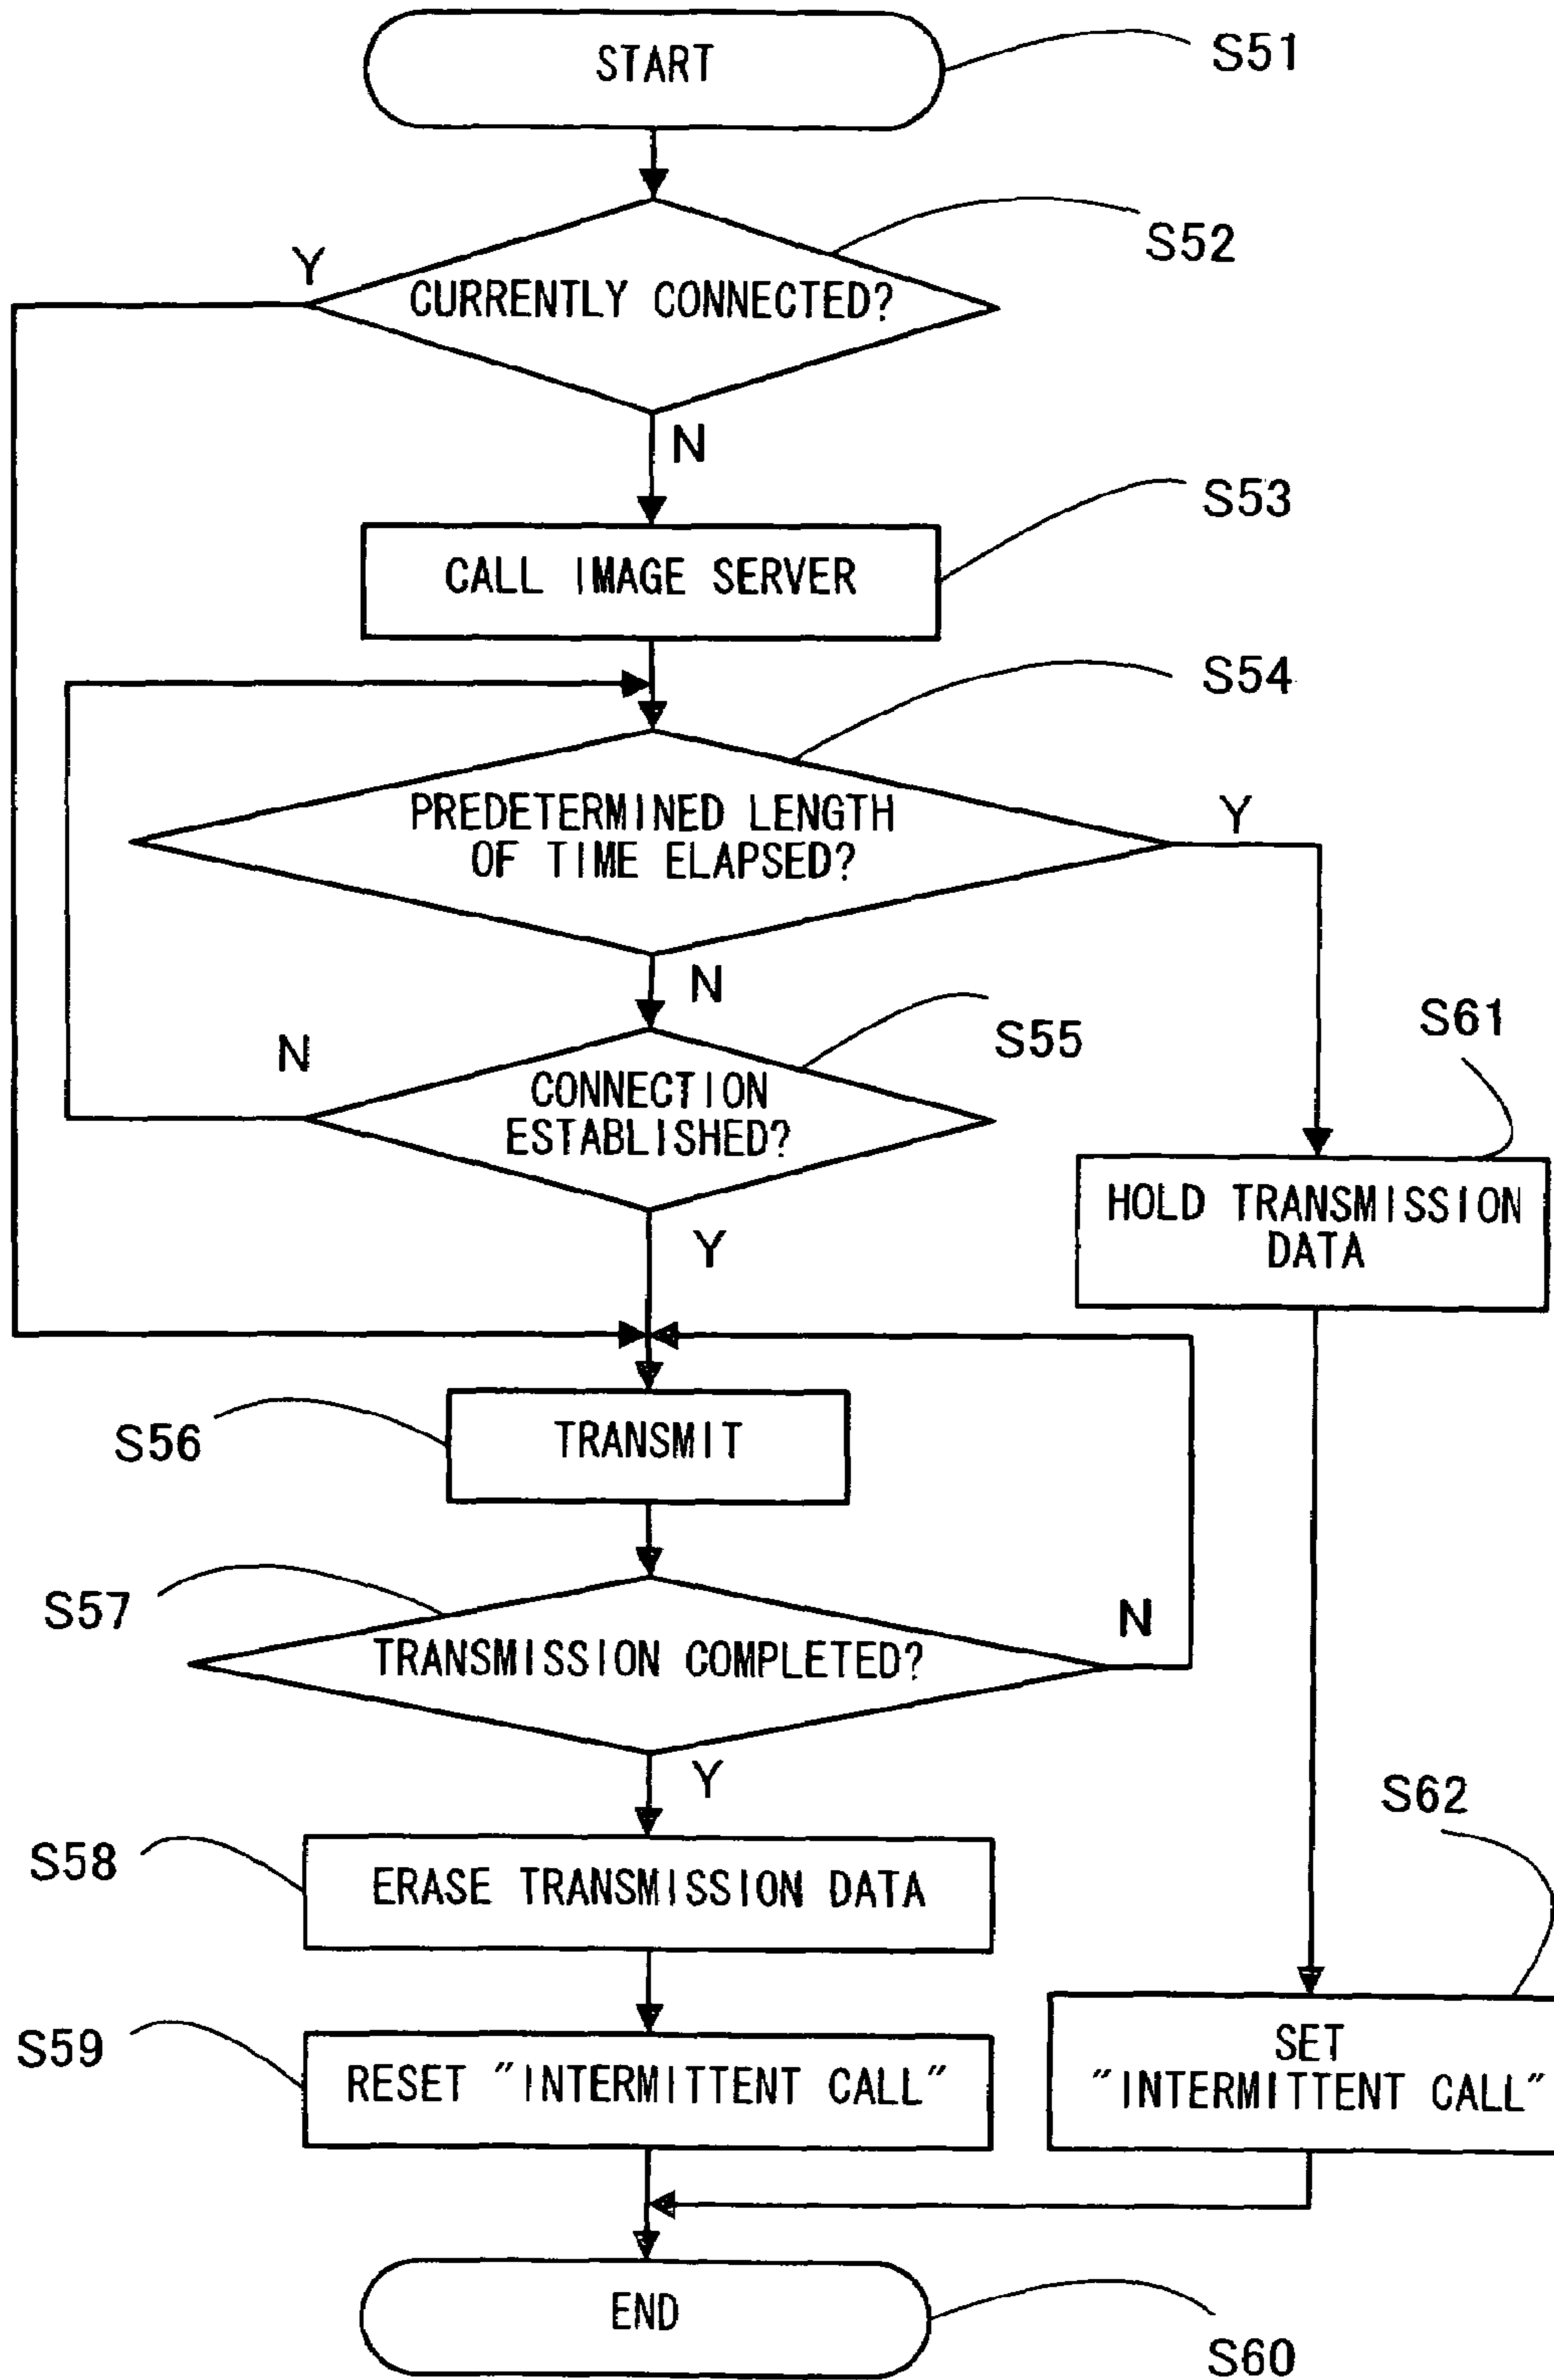 START
S51
S52
Y
CURRENTLY CONNECTED?
N
S53
CALL IMAGE SERVER
S54
PREDETERMINED LENGTH
OF TIME ELAPSED?
Y
N
S55
N
CONNECTION
ESTABLISHED?
S61
HOLD TRANSMISSION
DATA
Y
TRANSMIT
S56
S57
N
TRANSMISSION COMPLETED?
Y
S62
S58
ERASE TRANSMISSION DATA
S59
RESET "INTERMITTENT CALL"
SET
"INTERMITTENT CALL"
END
S60